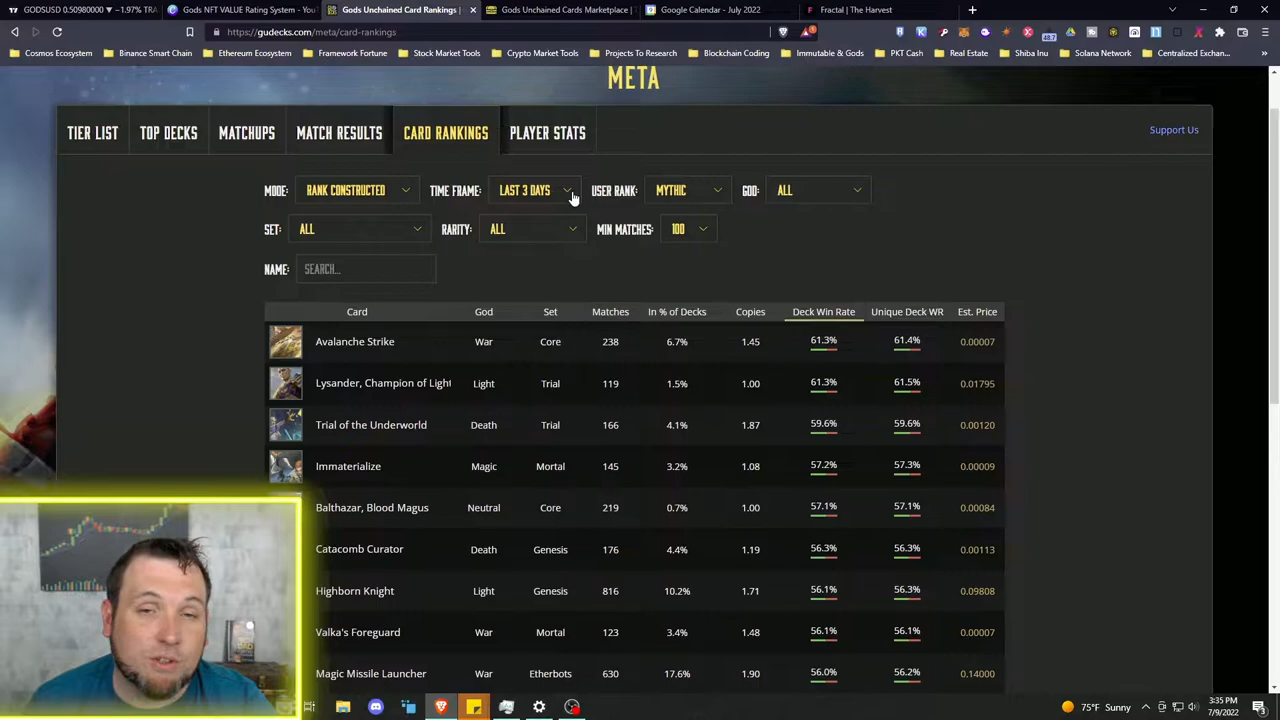 GODSUSD 0.50980000 ▼ −1.97% TRA
Gods NFT VALUE Rating System - You
Gods Unchained Card Rankings |
Gods Unchained Cards Marketplace |
Google Calendar - July 2022
Fractal | The Harvest
https://gudecks.com/meta/card-rankings
48.7
Cosmos Ecosystem
Binance Smart Chain
Ethereum Ecosystem
Framework Fortune
Stock Market Tools
Crypto Market Tools
Projects To Research
Blockchain Coding
Immutable & Gods
PKT Cash
Real Estate
Shiba Inu
Solana Network
Centralized Exchan...
META
TIER LIST
TOP DECKS
MATCHUPS
MATCH RESULTS
CARD RANKINGS
PLAYER STATS
Support Us
MODE: RANK CONSTRUCTED TIME FRAME: LAST 3 DAYS USER RANK: MYTHIC GOD: ALL
SET: ALL RARITY: ALL MIN MATCHES: 100
NAME: SEARCH...
Card God Set Matches In % of Decks Copies Deck Win Rate Unique Deck WR Est. Price
Avalanche Strike War Core 238 6.7% 1.45 61.3% 61.4% 0.00007
Lysander, Champion of Light Light Trial 119 1.5% 1.00 61.3% 61.5% 0.01795
Trial of the Underworld Death Trial 166 4.1% 1.87 59.6% 59.6% 0.00120
Immaterialize Magic Mortal 145 3.2% 1.08 57.2% 57.3% 0.00009
Balthazar, Blood Magus Neutral Core 219 0.7% 1.00 57.1% 57.1% 0.00084
Catacomb Curator Death Genesis 176 4.4% 1.19 56.3% 56.3% 0.00113
Highborn Knight Light Genesis 816 10.2% 1.71 56.1% 56.3% 0.09808
Valka's Foreguard War Mortal 123 3.4% 1.48 56.1% 56.1% 0.00007
Magic Missile Launcher War Etherbots 630 17.6% 1.90 56.0% 56.2% 0.14000
75°F Sunny
3:35 PM
7/9/2022